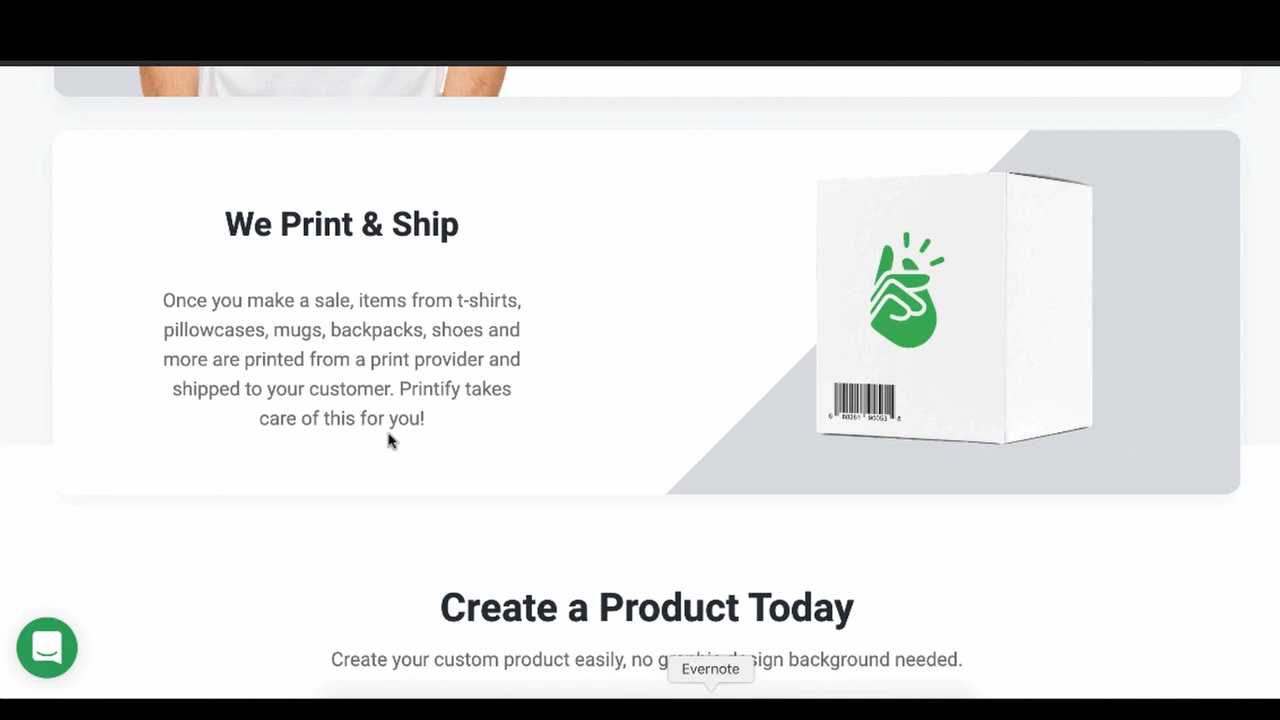 We Print & Ship
Once you make a sale, items from t-shirts,
pillowcases, mugs, backpacks, shoes and
more are printed from a print provider and
shipped to your customer. Printify takes
care of this for you!
Create a Product Today
Create your custom product easily, no graphic design background needed.
Evernote